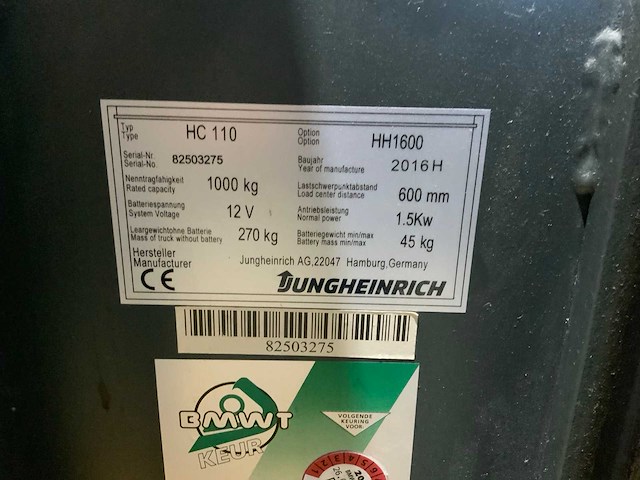 Typ
Type
HC 110
Option
Option
HH1600
Serial-Nr.
Serial-No.
82503275
Baujahr
Year of manufacture
2016H
Nenntragfähigkeit
Rated capacity
1000 kg
Lastschwerpunktabstand
Load center distance
600 mm
Batteriespannung
System Voltage
12 V
Antriebsleistung
Normal power
1.5Kw
Leargewichtohne Batterie
Mass of truck without battery
270 kg
Batteriegewicht min/max
Battery mass min/max
45 kg
Hersteller
Manufacturer
Jungheinrich AG,22047 Hamburg,Germany
CE
JUNGHEINRICH
82503275
BMWT
KEUR
VOLGENDE
KEURING
VOOR: